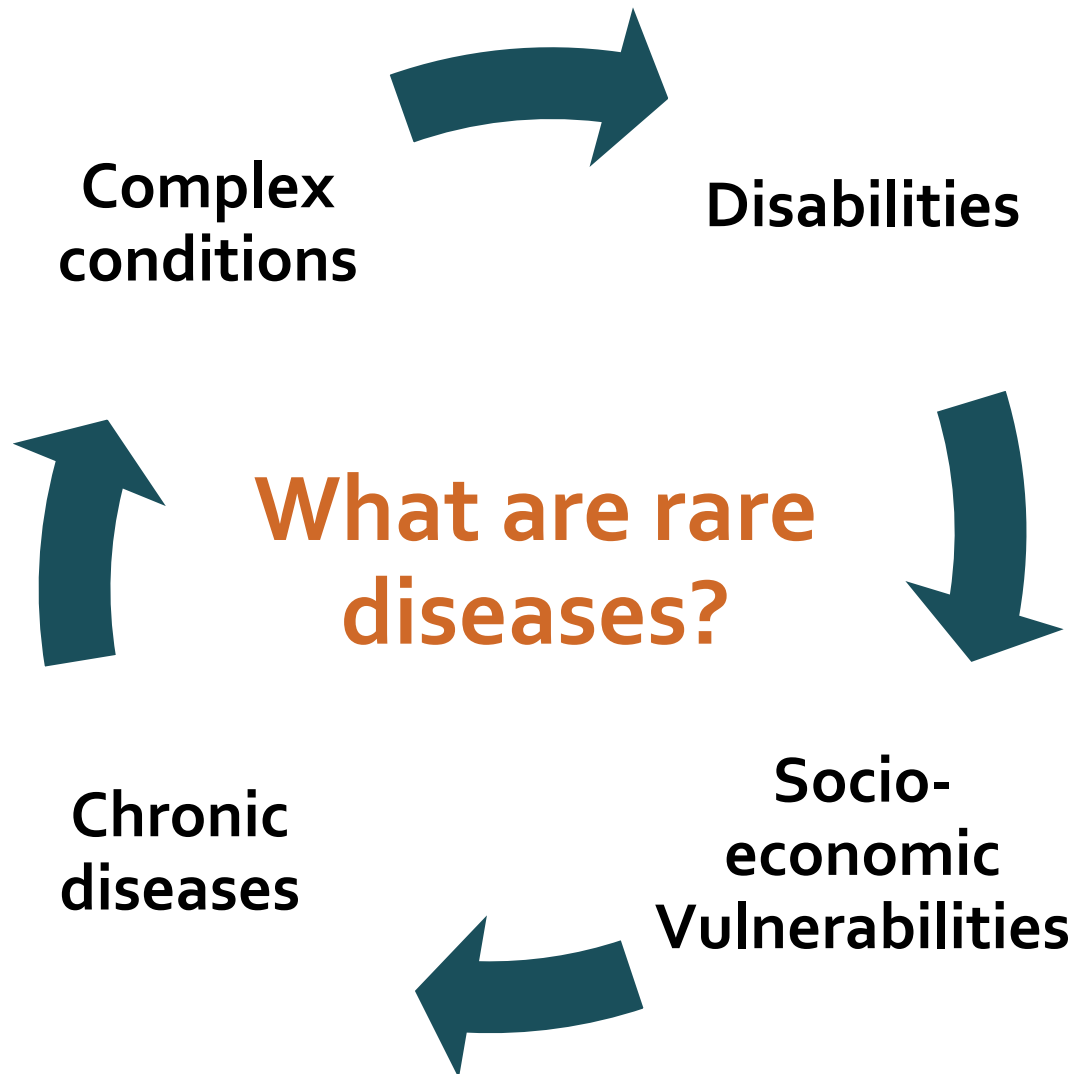 Complex
conditions
Disabilities
What are rare
diseases?
Chronic
diseases
Socio-
economic
Vulnerabilities